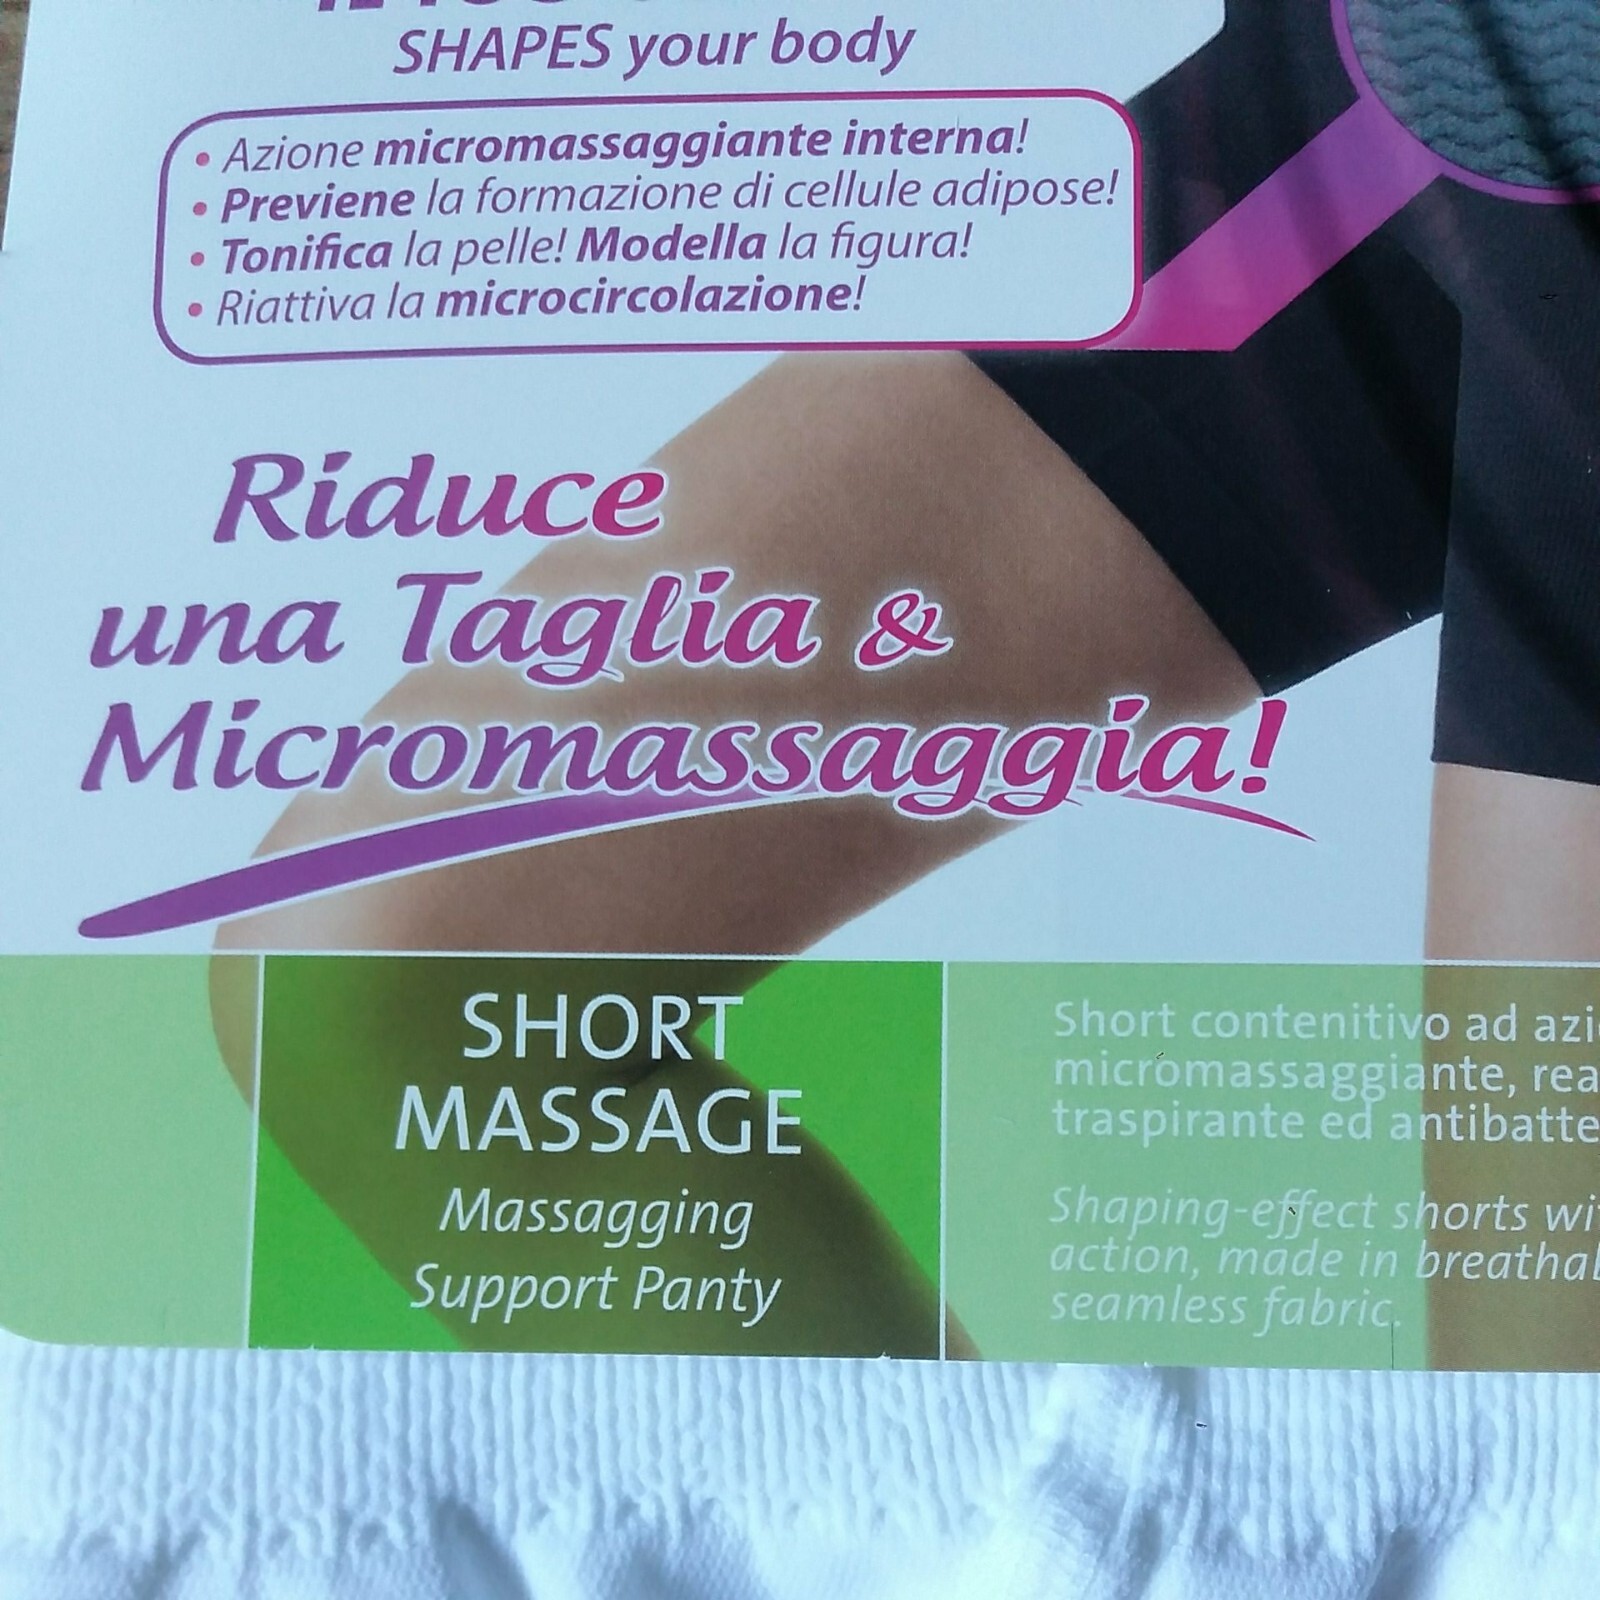 SHAPES your body
• Azione micromassaggiante interna!
• Previene la formazione di cellule adipose!
• Tonifica la pelle! Modella la figura!
• Riattiva la microcircolazione!
Riduce
una Taglia &
Micromassaggia!
SHORT
MASSAGE
Massagging
Support Panty
Short contenitivo ad azi
micromassaggiante, rea
traspirante ed antibatte
Shaping-effect shorts wi
action, made in breathab
seamless fabric.